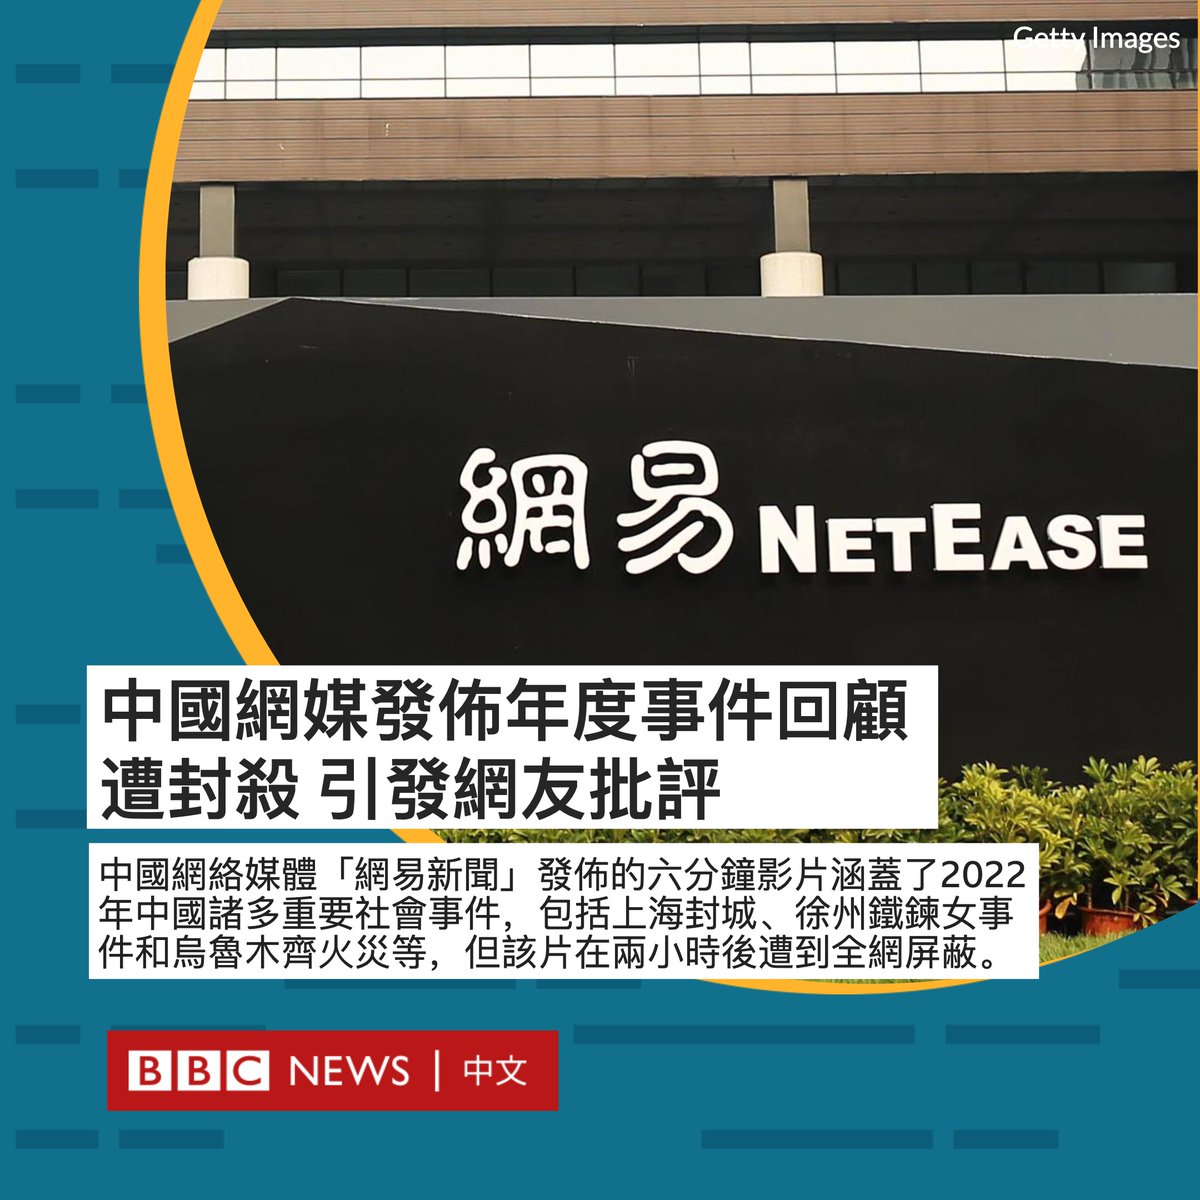 Getty Images
網易 NETEASE
中國網媒發佈年度事件回顧
遭封殺 引發網友批評
中國網絡媒體「網易新聞」發佈的六分鐘影片涵蓋了2022
年中國諸多重要社會事件，包括上海封城、徐州鐵鍊女事
件和烏魯木齊火災等，但該片在兩小時後遭到全網屏蔽。
BBC NEWS | 中文